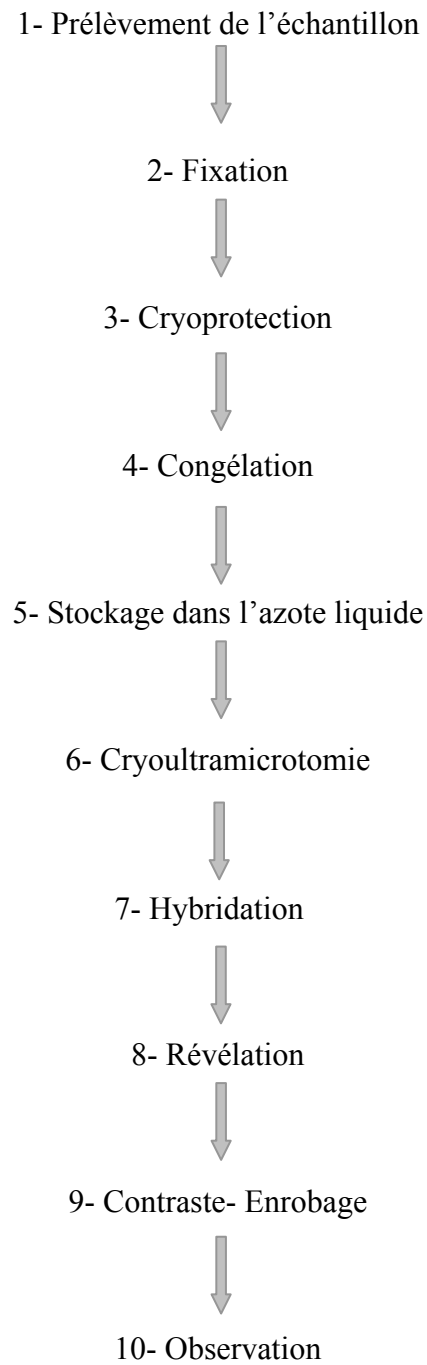 1- Prélèvement de l’échantillon
2- Fixation
3- Cryoprotection
4- Congélation
5- Stockage dans l’azote liquide
6- Cryoultramicrotomie
7- Hybridation
8- Révélation
9- Contraste- Enrobage
10- Observation